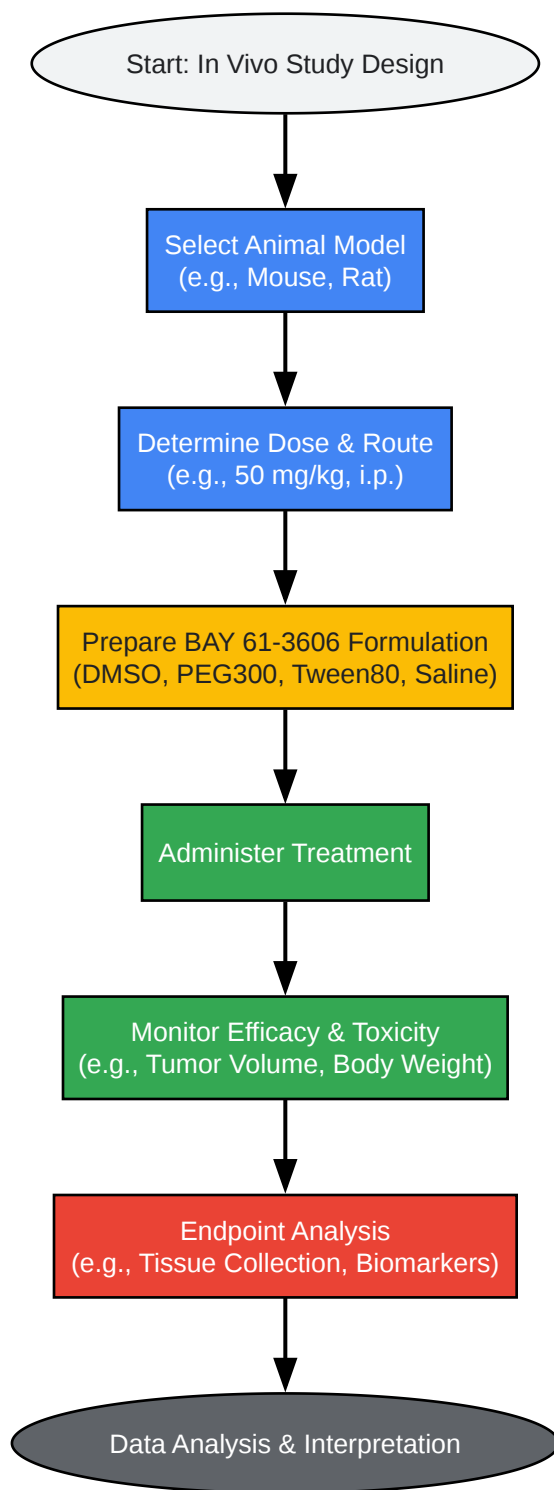 Start: In Vivo Study Design
Select Animal Model
(e.g., Mouse, Rat)
Determine Dose & Route
(e.g., 50 mg/kg, i.p.)
Prepare BAY 61-3606 Formulation
(DMSO, PEG300, Tween80, Saline)
Administer Treatment
Monitor Efficacy & Toxicity
(e.g., Tumor Volume, Body Weight)
Endpoint Analysis
(e.g., Tissue Collection, Biomarkers)
Data Analysis & Interpretation